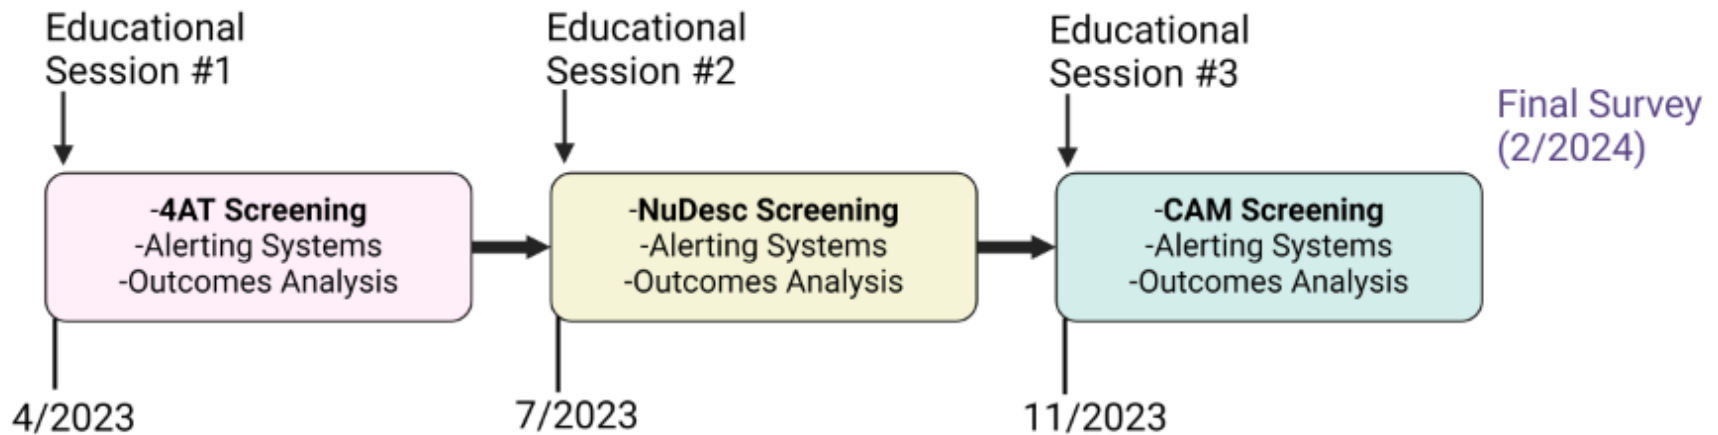 Educational
Session #1
Educational
Session #2
Educational
Session #3
Final Survey
(2/2024)
-4AT Screening
-Alerting Systems
-Outcomes Analysis
-NuDesc Screening
-Alerting Systems
-Outcomes Analysis
-CAM Screening
-Alerting Systems
-Outcomes Analysis
4/2023
7/2023
11/2023